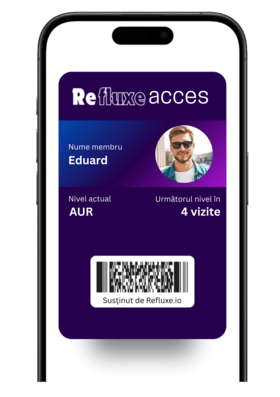 Refluxe acces
Nume membru
Eduard
Nivel actual
Următorul nivel în
AUR
4 vizite
Susținut de Refluxe.io